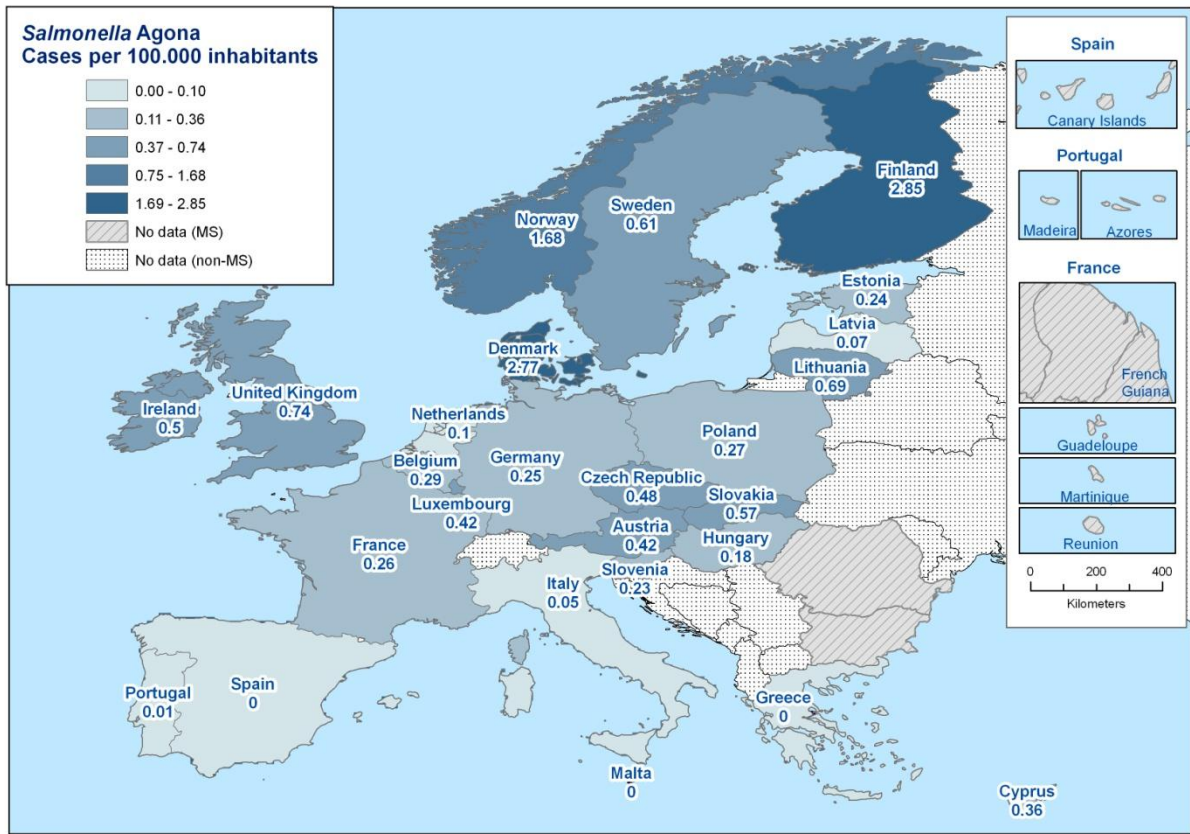 Salmonella Agona
Cases per 100.000 inhabitants
0.00 - 0.10
0.11 - 0.36
0.37 - 0.74
0.75 - 1.68
1.69 - 2.85
No data (MS)
No data (non-MS)
Finland
2.85
Sweden
0.61
Norway
1.68
Estonia
0.24
Latvia
0.07
Lithuania
0.69
Denmark
2.77
United Kingdom
0.74
Ireland
0.5
Netherlands
0.1
Belgium
0.29
Luxembourg
0.42
Germany
0.25
Poland
0.27
Czech Republic
0.48
Slovakia
0.57
Austria
0.42
Hungary
0.18
Slovenia
0.23
France
0.26
Italy
0.05
Portugal
0.01
Spain
0
Greece
0
Malta
0
Cyprus
0.36
Spain
Canary Islands
Portugal
Madeira
Azores
France
French
Guiana
Guadeloupe
Martinique
Reunion
0 200 400
Kilometers